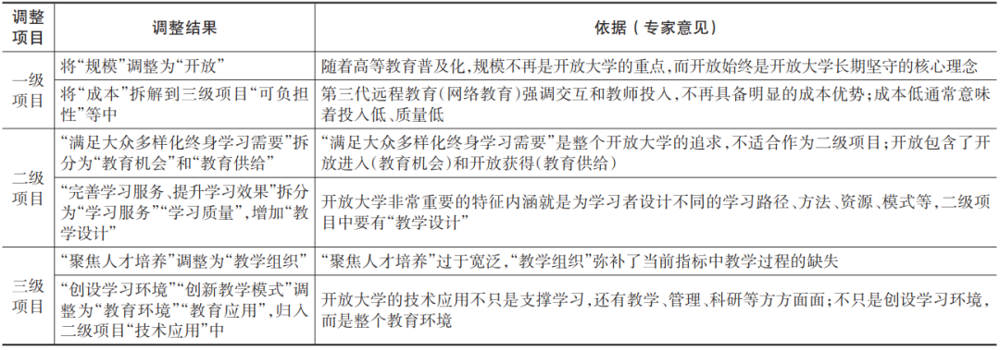 调整项目 调整结果 依据（专家意见）
一级项目
将“规模”调整为“开放” 随着高等教育普及化,规模不再是开放大学的重点,而开放始终是开放大学长期坚守的核心理念
将“成本”拆解到三级项目“可负担 第三代远程教育(网络教育)强调交互和教师投入,不再具备明显的成本优势;成本低通常意味
性”等中 着投入低、质量低
二级项目
“满足大众多样化终身学习需要”拆 “满足大众多样化终身学习需要”是整个开放大学的追求,不适合作为二级项目;开放包含了开
分为“教育机会”和“教育供给” 放进入(教育机会)和开放获得(教育供给)
“完善学习服务、提升学习效果”拆分
为“学习服务”“学习质量”,增加“教 开放大学非常重要的特征内涵就是为学习者设计不同的学习路径、方法、资源、模式等,二级项
学设计” 目中要有“教学设计”
三级项目
“聚焦人才培养”调整为“教学组织” “聚焦人才培养”过于宽泛,“教学组织”弥补了当前指标中教学过程的缺失
“创设学习环境”“创新教学模式”调
整为“教育环境”“教育应用”,归入 开放大学的技术应用不只是支撑学习,还有教学、管理、科研等方方面面;不只是创设学习环境,
二级项目“技术应用”中 而是整个教育环境